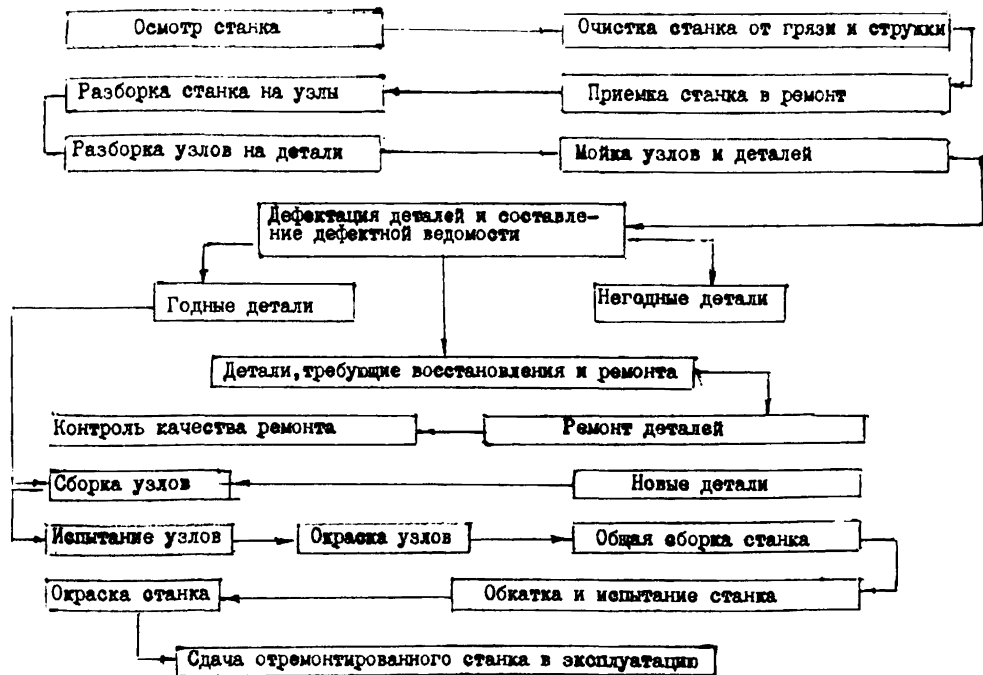 Осмотр станка
Очистка станка от грязи и стружки
Разборка станка на узлы
Приемка станка в ремонт
Разборка узлов на детали
Мойка узлов и деталей
Дефектация деталей и составле-
ние дефектной ведомости
Годные детали
Негодные детали
Детали, требующие восстановления и ремонта
Контроль качества ремонта
Ремонт деталей
Сборка узлов
Новые детали
Испытание узлов
Окраска узлов
Общая сборка станка
Окраска станка
Обкатка и испытание станка
Сдача отремонтированного станка в эксплуатацию